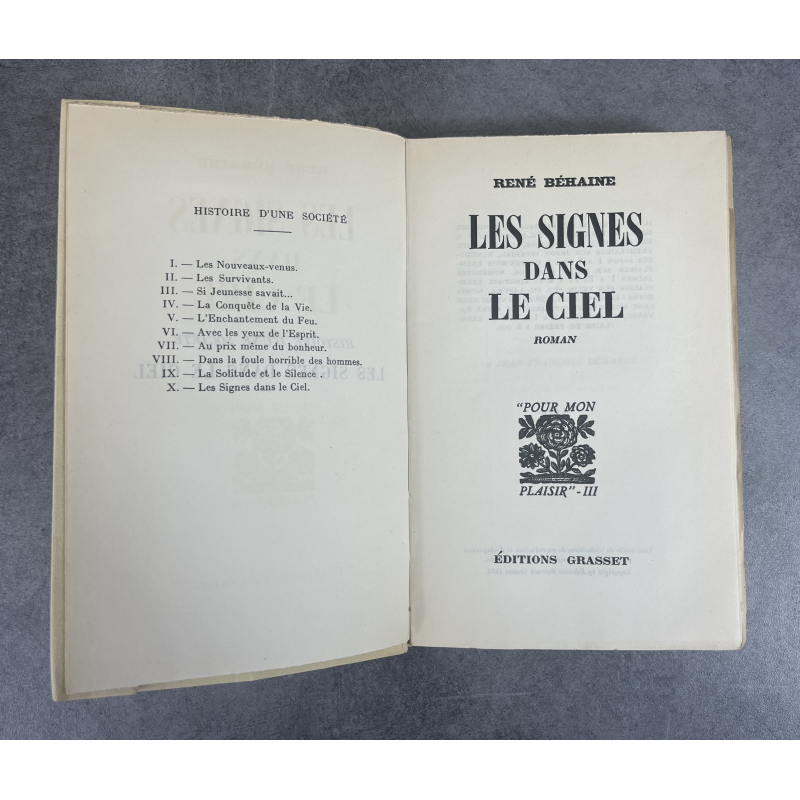 HISTOIRE D'UNE SOCIÉTÉ
I. — Les Nouveaux-venus.
II. — Les Survivants.
III. — Si Jeunesse savait...
IV. — La Conquête de la Vie.
V. — L'Enchantement du Feu.
VI. — Avec les yeux de l'Esprit.
VII. — Au prix même du bonheur.
VIII. — Dans la foule horrible des hommes.
IX. — La Solitude et le Silence .
X. — Les Signes dans le Ciel.
RENÉ BÉHAINE
LES SIGNES
DANS
LE CIEL
ROMAN
"POUR MON
PLAISIR" - III
ÉDITIONS GRASSET